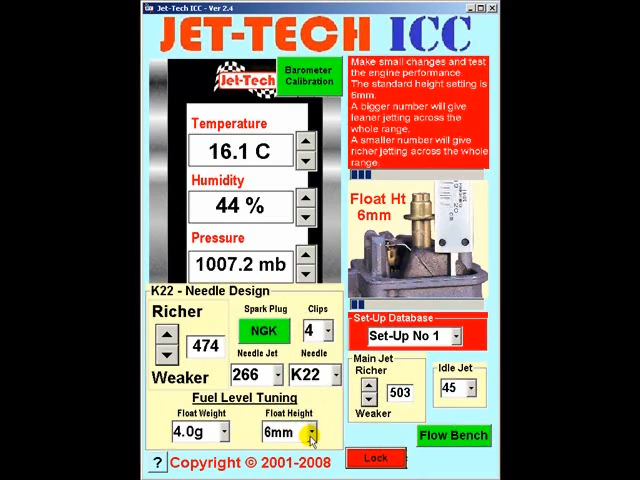 Jet-Tech ICC - Ver 2.4
JET-TECH ICC
Jet-Tech
Barometer
Calibration
Make small changes and test
the engine performance.
The standard height setting is
6mm.
A bigger number will give
leaner jetting across the
whole range.
A smaller number will give
richer jetting across the whole
range.
Temperature
16.1 C
Humidity
44 %
Pressure
1007.2 mb
Float Ht
6mm
K22 - Needle Design
Richer
474
Weaker
Spark Plug
NGK
Clips
4
Needle Jet
266
Needle
K22
Fuel Level Tuning
Float Weight
4.0g
Float Height
6mm
Set-Up Database
Set-Up No 1
Main Jet
Richer
503
Weaker
Idle Jet
45
Flow Bench
Lock
? Copyright © 2001-2008